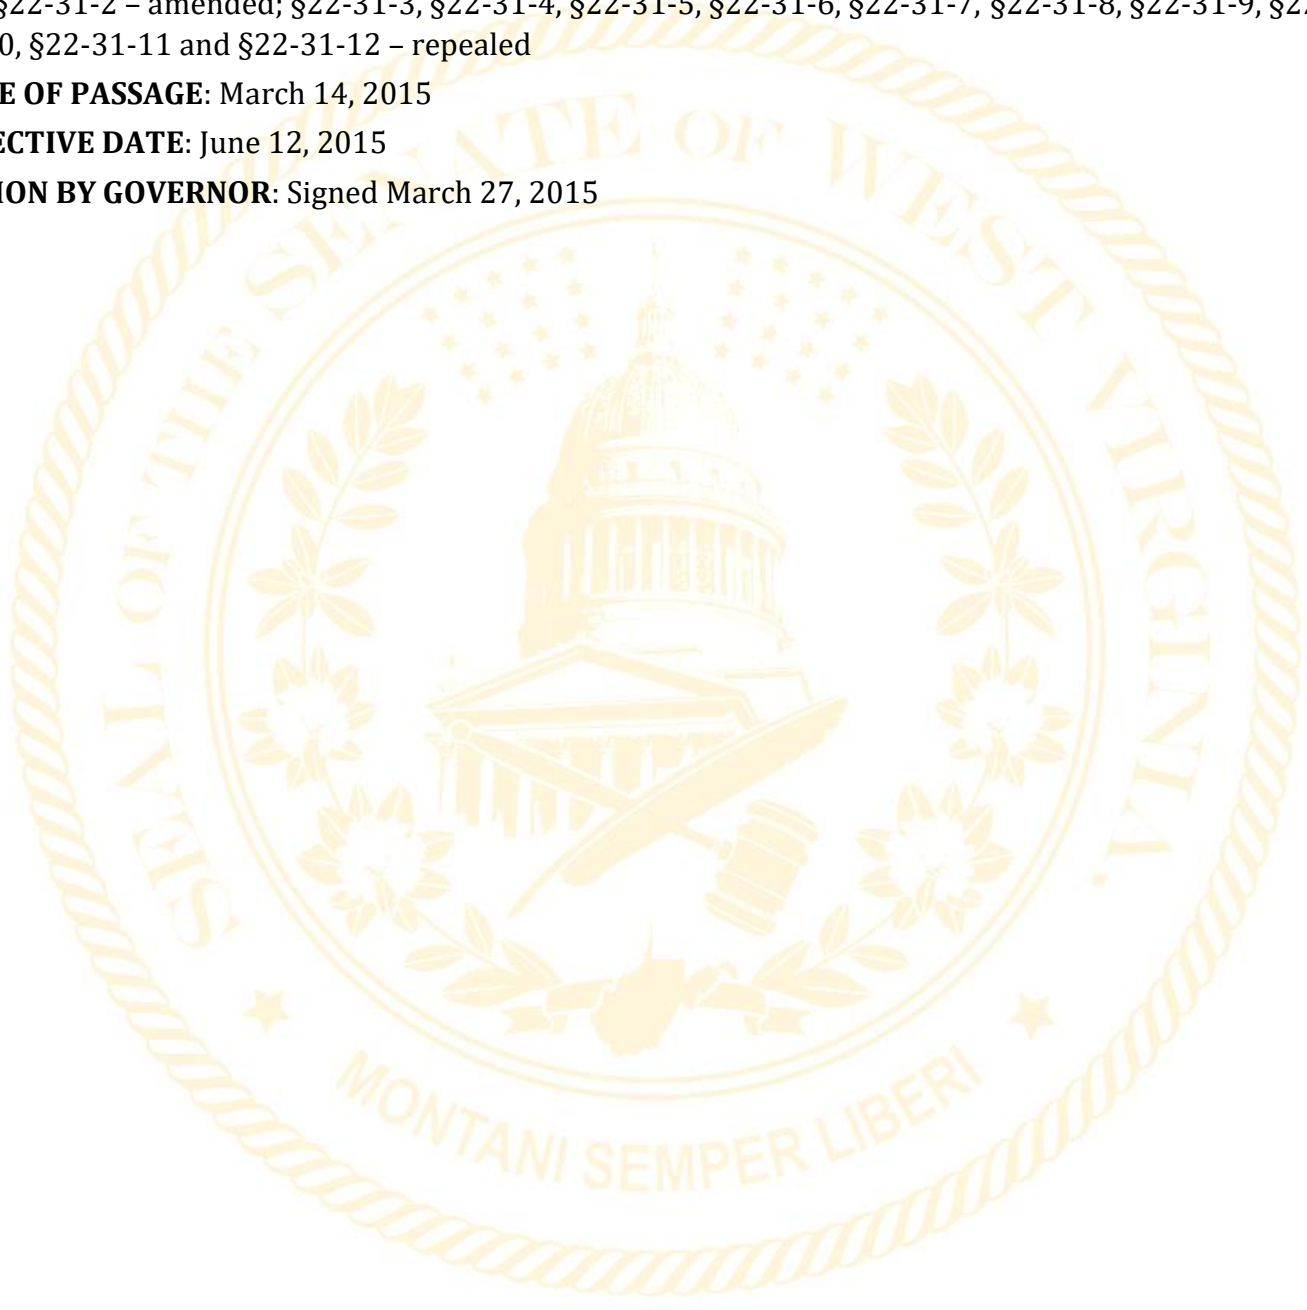 §22-31-2 – amended; §22-31-3, §22-31-4, §22-31-5, §22-31-6, §22-31-7, §22-31-8, §22-31-9, §22
0, §22-31-11 and §22-31-12 – repealed
E OF PASSAGE: March 14, 2015
ECTIVE DATE: June 12, 2015
ION BY GOVERNOR: Signed March 27, 2015
SEAL OF THE SENATE OF WEST VIRGINIA
MONTANI SEMPER LIBERI